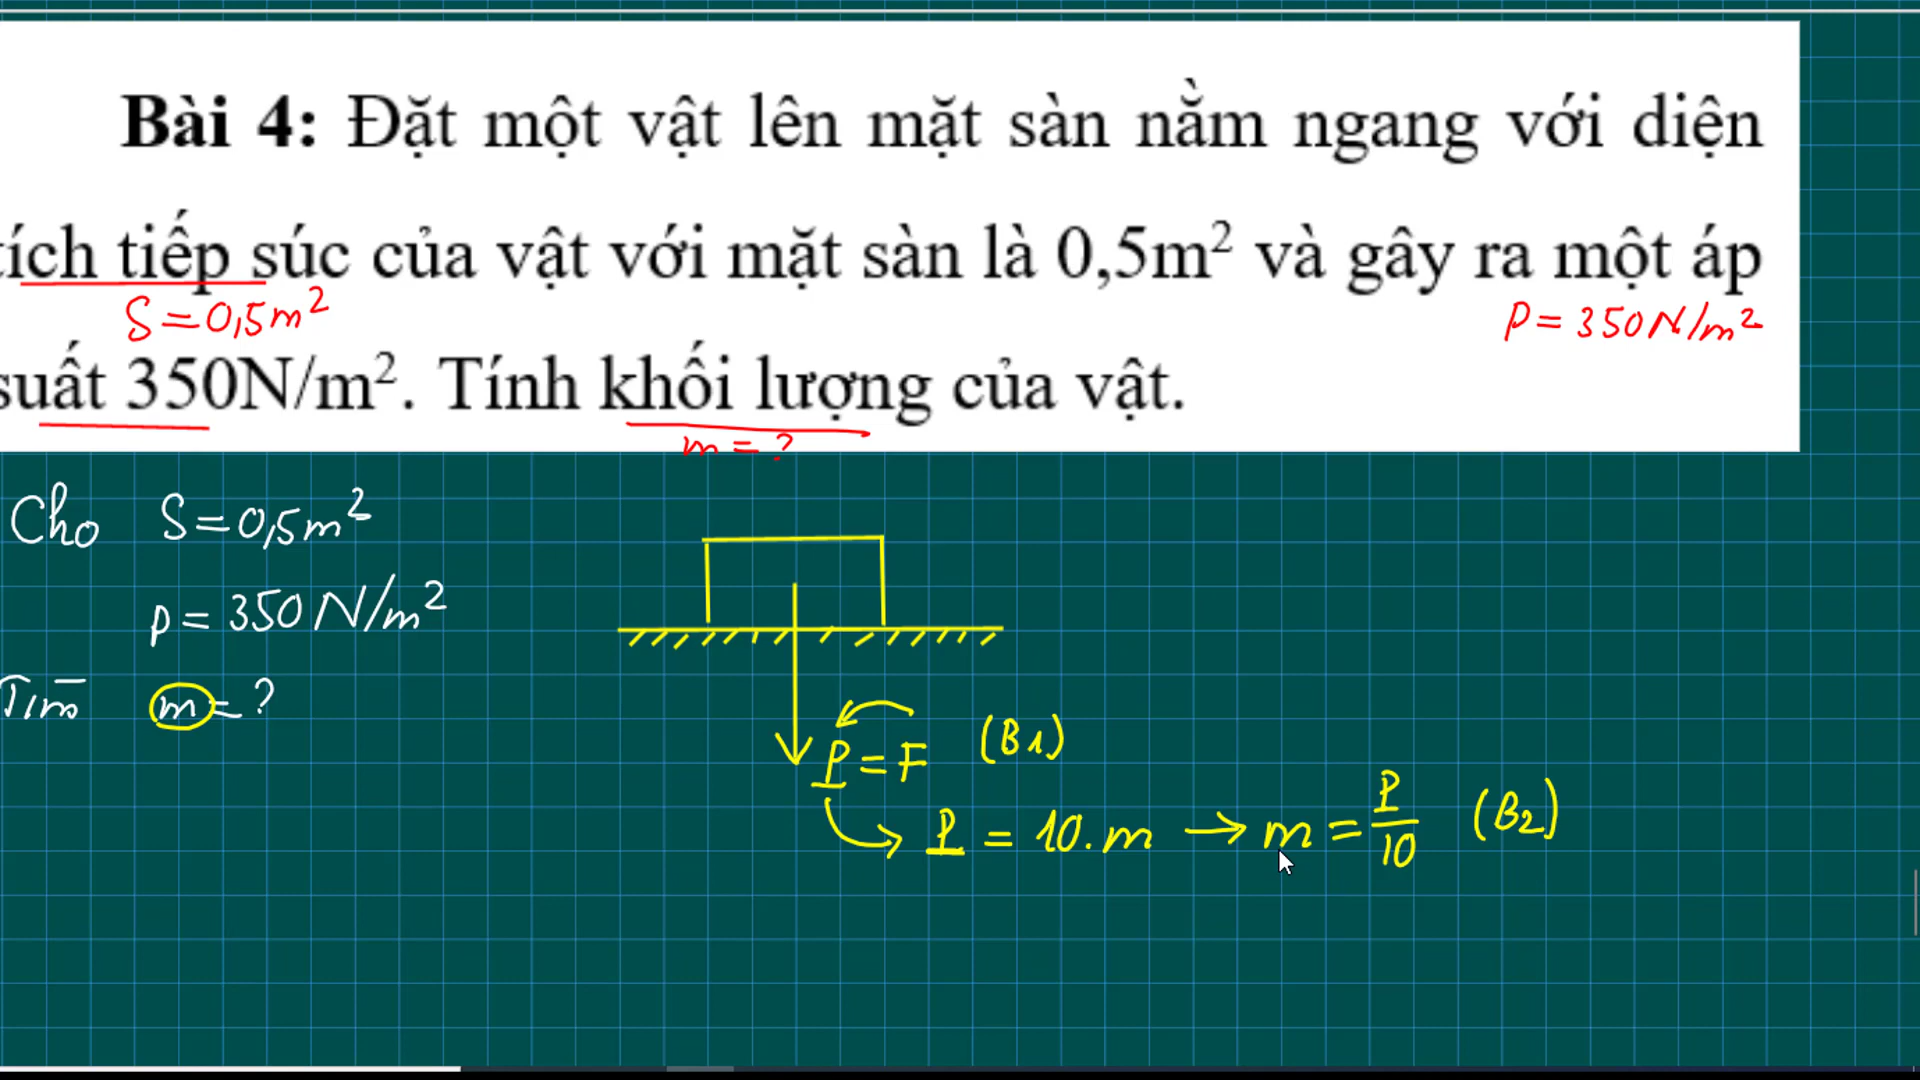 Bài 4: Đặt một vật lên mặt sàn nằm ngang với diện
tích tiếp súc của vật với mặt sàn là 0,5m² và gây ra một áp
S = 0,5m²
P = 350N/m²
suất 350N/m². Tính khối lượng của vật.
m = ?
Cho S = 0,5m²
p = 350N/m²
Tìm m = ?
P = F (B1)
P = 10.m → m = P/10 (B2)